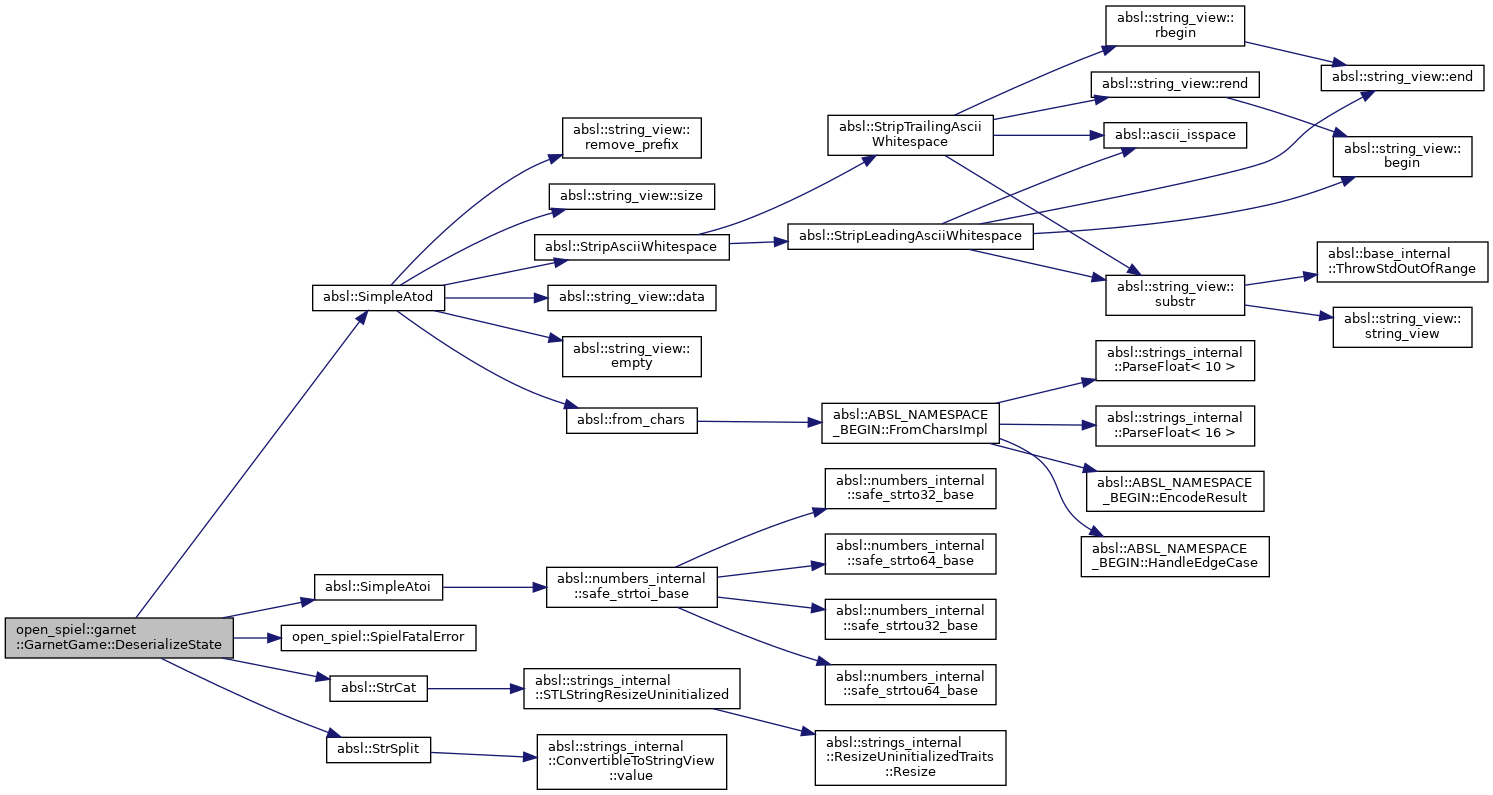 open_spiel::garnet
::GarnetGame::DeserializeState
absl::SimpleAtod
absl::string_view::
remove_prefix
absl::string_view::size
absl::StripAsciiWhitespace
absl::string_view::data
absl::string_view::
empty
absl::from_chars
absl::StripTrailingAscii
Whitespace
absl::StripLeadingAsciiWhitespace
absl::string_view::
rbegin
absl::string_view::rend
absl::ascii_isspace
absl::string_view::
substr
absl::string_view::end
absl::string_view::
begin
absl::base_internal
::ThrowStdOutOfRange
absl::string_view::
string_view
absl::ABSL_NAMESPACE
_BEGIN::FromCharsImpl
absl::strings_internal
::ParseFloat< 10 >
absl::strings_internal
::ParseFloat< 16 >
absl::ABSL_NAMESPACE
_BEGIN::EncodeResult
absl::ABSL_NAMESPACE
_BEGIN::HandleEdgeCase
absl::SimpleAtoi
absl::numbers_internal
::safe_strtoi_base
absl::numbers_internal
::safe_strto32_base
absl::numbers_internal
::safe_strto64_base
absl::numbers_internal
::safe_strtou32_base
absl::numbers_internal
::safe_strtou64_base
open_spiel::SpielFatalError
absl::StrCat
absl::strings_internal
::STLStringResizeUninitialized
absl::strings_internal
::ResizeUninitializedTraits
::Resize
absl::StrSplit
absl::strings_internal
::ConvertibleToStringView
::value